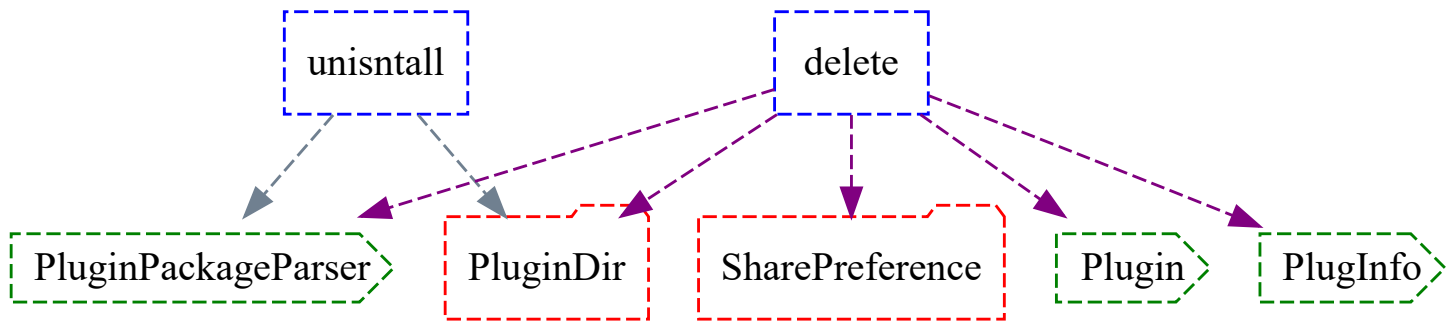 unisntall
delete
PluginPackageParser
PluginDir
SharePreference
Plugin
PlugInfo